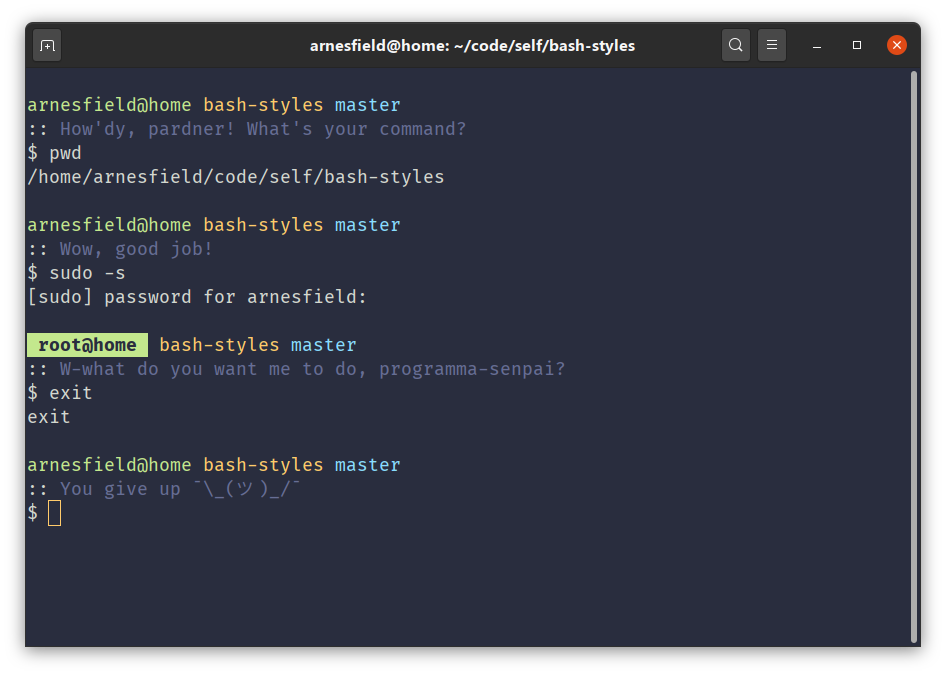 arnesfield@home: ~/code/self/bash-styles
arnesfield@home bash-styles master
:: How'dy, pardner! What's your command?
$ pwd
/home/arnesfield/code/self/bash-styles
arnesfield@home bash-styles master
:: Wow, good job!
$ sudo -s
[sudo] password for arnesfield:
root@home bash-styles master
:: W-what do you want me to do, programma-senpai?
$ exit
exit
arnesfield@home bash-styles master
:: You give up ¯\_(ツ)_/¯
$